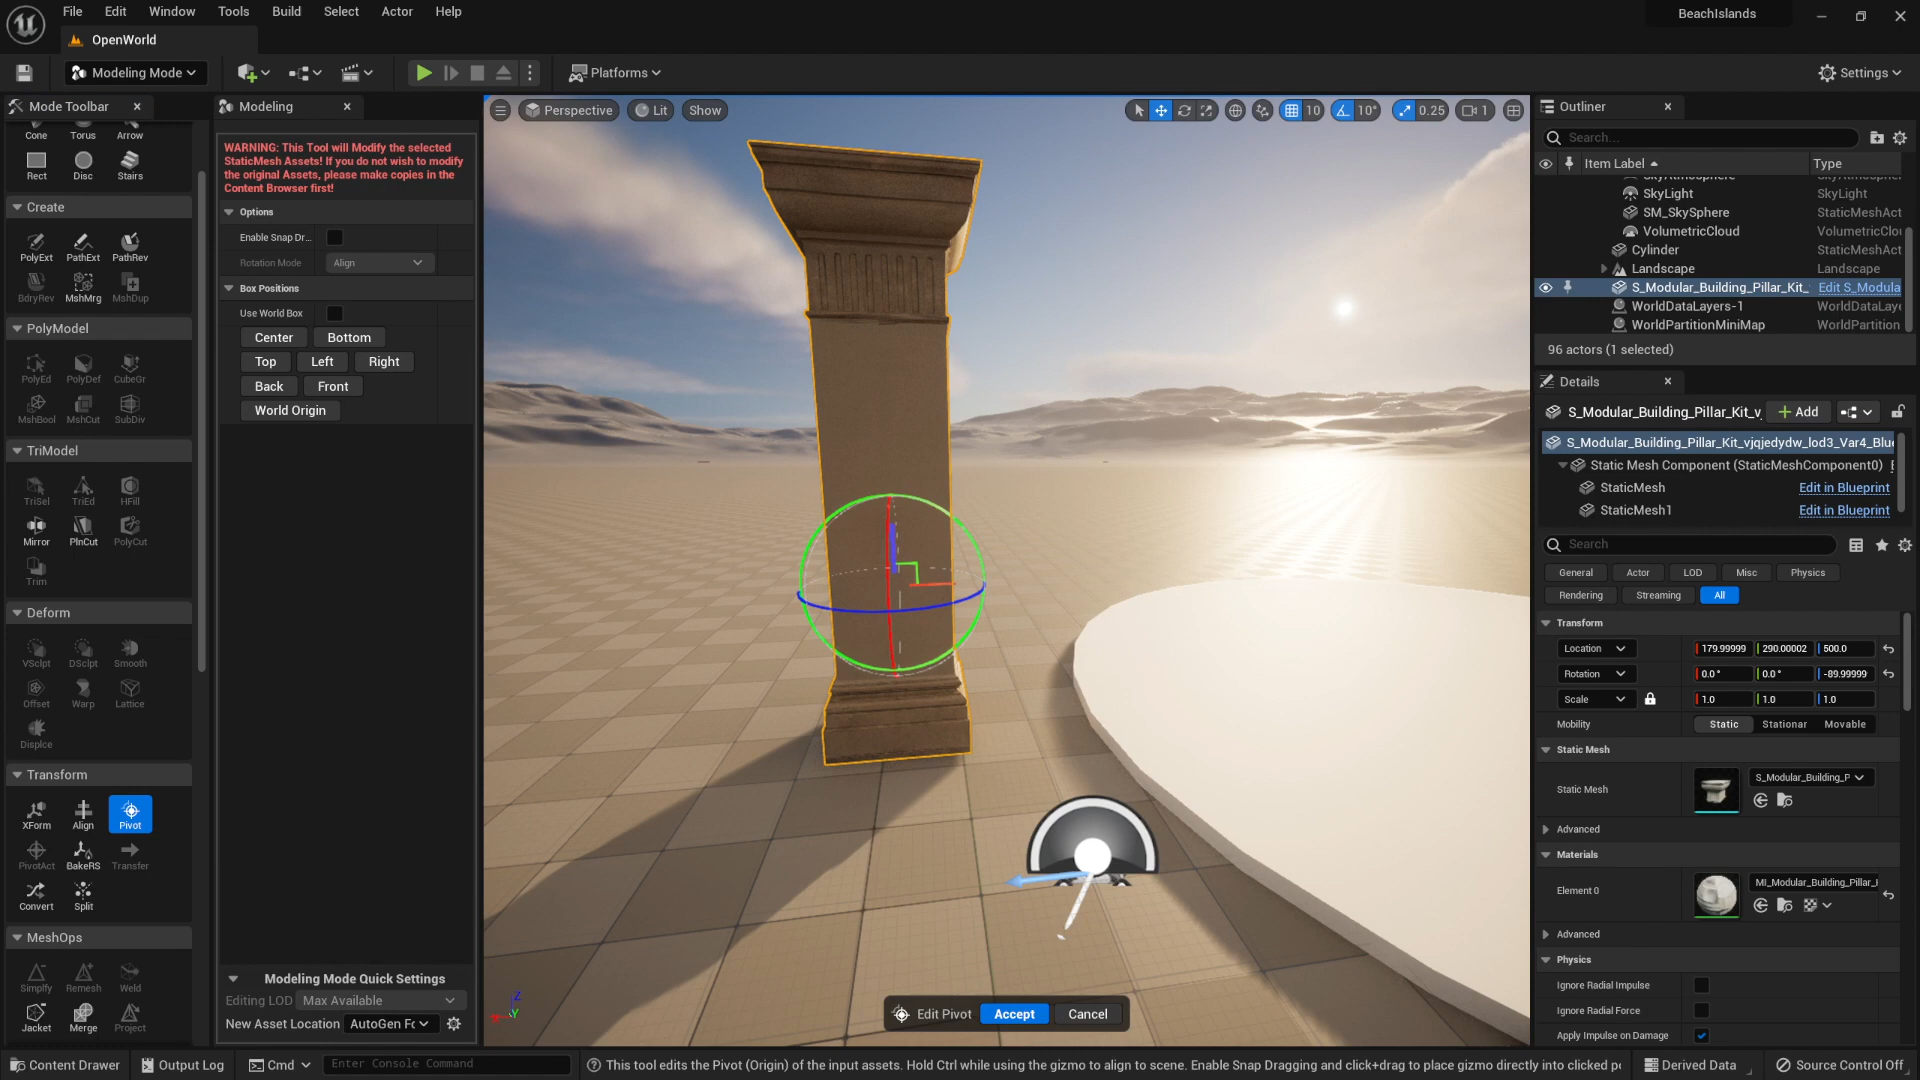 File Edit Window Tools Build Select Actor Help
BeachIslands
OpenWorld
Modeling Mode
Platforms
Settings
Mode Toolbar
Modeling
Perspective
Lit
Show
10
10°
0.25
1
Outliner
Cone Torus Arrow
Rect Disc Stairs
Create
PolyExt PathExt PathRev
BdryRev MshMrg MshDup
PolyModel
PolyEd PolyDef CubeGr
MshBool MshCut SubDiv
TriModel
TriSel TriEd HFill
Mirror PlnCut PolyCut
Trim
Deform
VSclpt DSclpt Smooth
Offset Warp Lattice
Displce
Transform
XForm Align Pivot
PivotAct BakeRS Transfer
Convert Split
MeshOps
Simplfy Remesh Weld
Jacket Merge Project
WARNING: This Tool will Modify the selected
StaticMesh Assets! If you do not wish to modify
the original Assets, please make copies in the
Content Browser first!
Options
Enable Snap Dr...
Rotation Mode Align
Box Positions
Use World Box
Center Bottom
Top Left Right
Back Front
World Origin
Modeling Mode Quick Settings
Editing LOD Max Available
New Asset Location AutoGen Fo
Z
Y
Edit Pivot Accept Cancel
Search...
Item Label Type
SkyAtmosphere
SkyLight SkyLight
SM_SkySphere StaticMeshAct
VolumetricCloud VolumetricClou
Cylinder StaticMeshAct
Landscape Landscape
S_Modular_Building_Pillar_Kit_ Edit S_Modula
WorldDataLayers-1 WorldDataLaye
WorldPartitionMiniMap WorldPartition
96 actors (1 selected)
Details
S_Modular_Building_Pillar_Kit_v Add
S_Modular_Building_Pillar_Kit_vjqjedydw_lod3_Var4_Blue
Static Mesh Component (StaticMeshComponent0)
StaticMesh Edit in Blueprint
StaticMesh1 Edit in Blueprint
Search
General Actor LOD Misc Physics
Rendering Streaming All
Transform
Location 179.99999 290.00002 500.0
Rotation 0.0° 0.0° -89.99999
Scale 1.0 1.0 1.0
Mobility Static Stationar Movable
Static Mesh
Static Mesh S_Modular_Building_P
Advanced
Materials
Element 0 MI_Modular_Building_Pillar_
Advanced
Physics
Ignore Radial Impulse
Ignore Radial Force
Apply Impulse on Damage
Content Drawer Output Log Cmd Enter Console Command
This tool edits the Pivot (Origin) of the input assets. Hold Ctrl while using the gizmo to align to scene. Enable Snap Dragging and click+drag to place gizmo directly into clicked po
Derived Data Source Control Off